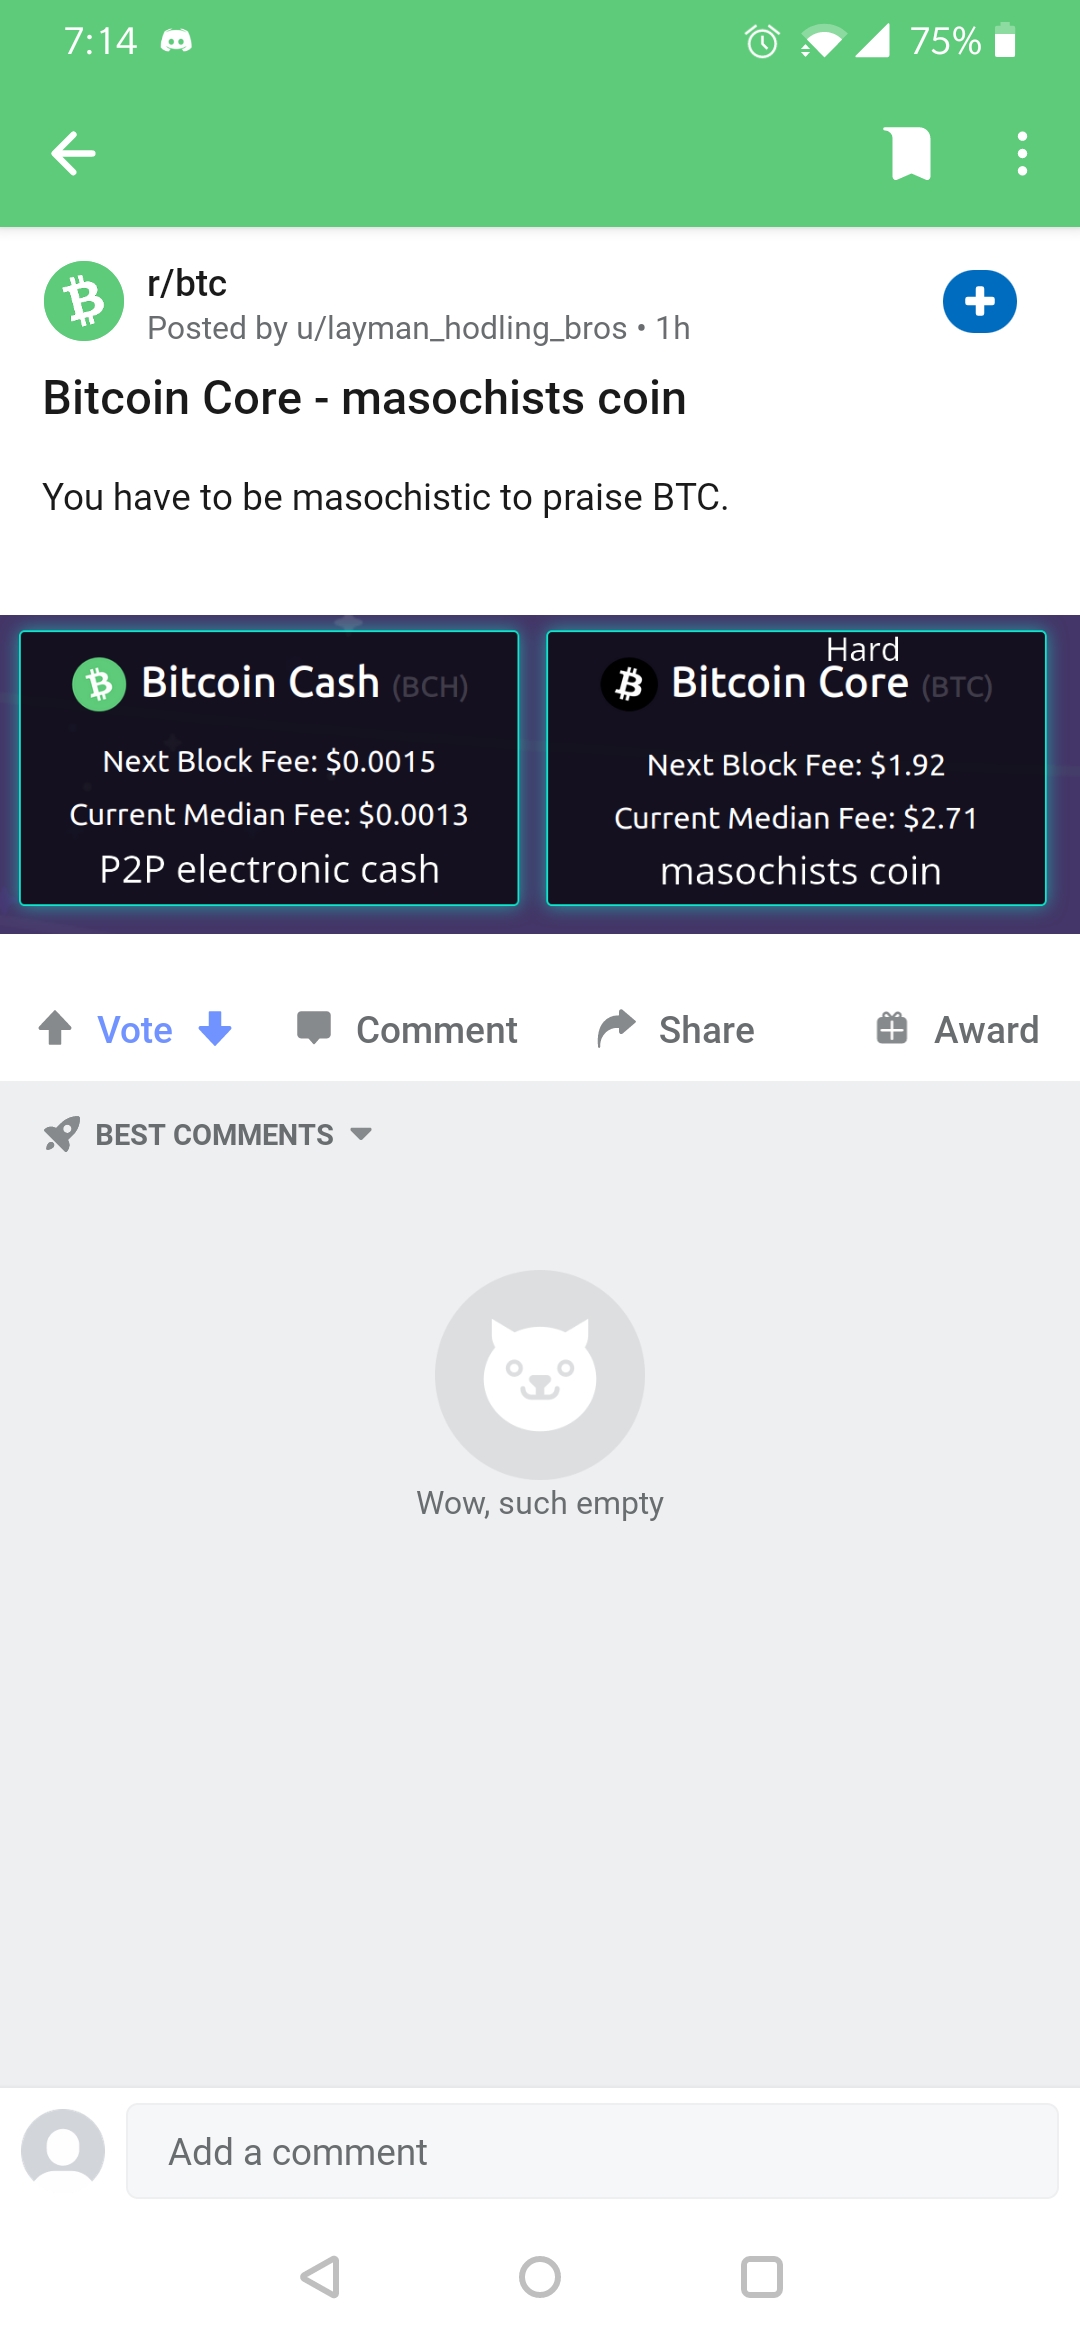 7:14
75%
r/btc
Posted by u/layman_hodling_bros • 1h
Bitcoin Core - masochists coin
You have to be masochistic to praise BTC.
Bitcoin Cash (BCH)
Next Block Fee: $0.0015
Current Median Fee: $0.0013
P2P electronic cash
Hard
Bitcoin Core (BTC)
Next Block Fee: $1.92
Current Median Fee: $2.71
masochists coin
Vote Comment Share Award
BEST COMMENTS
Wow, such empty
Add a comment